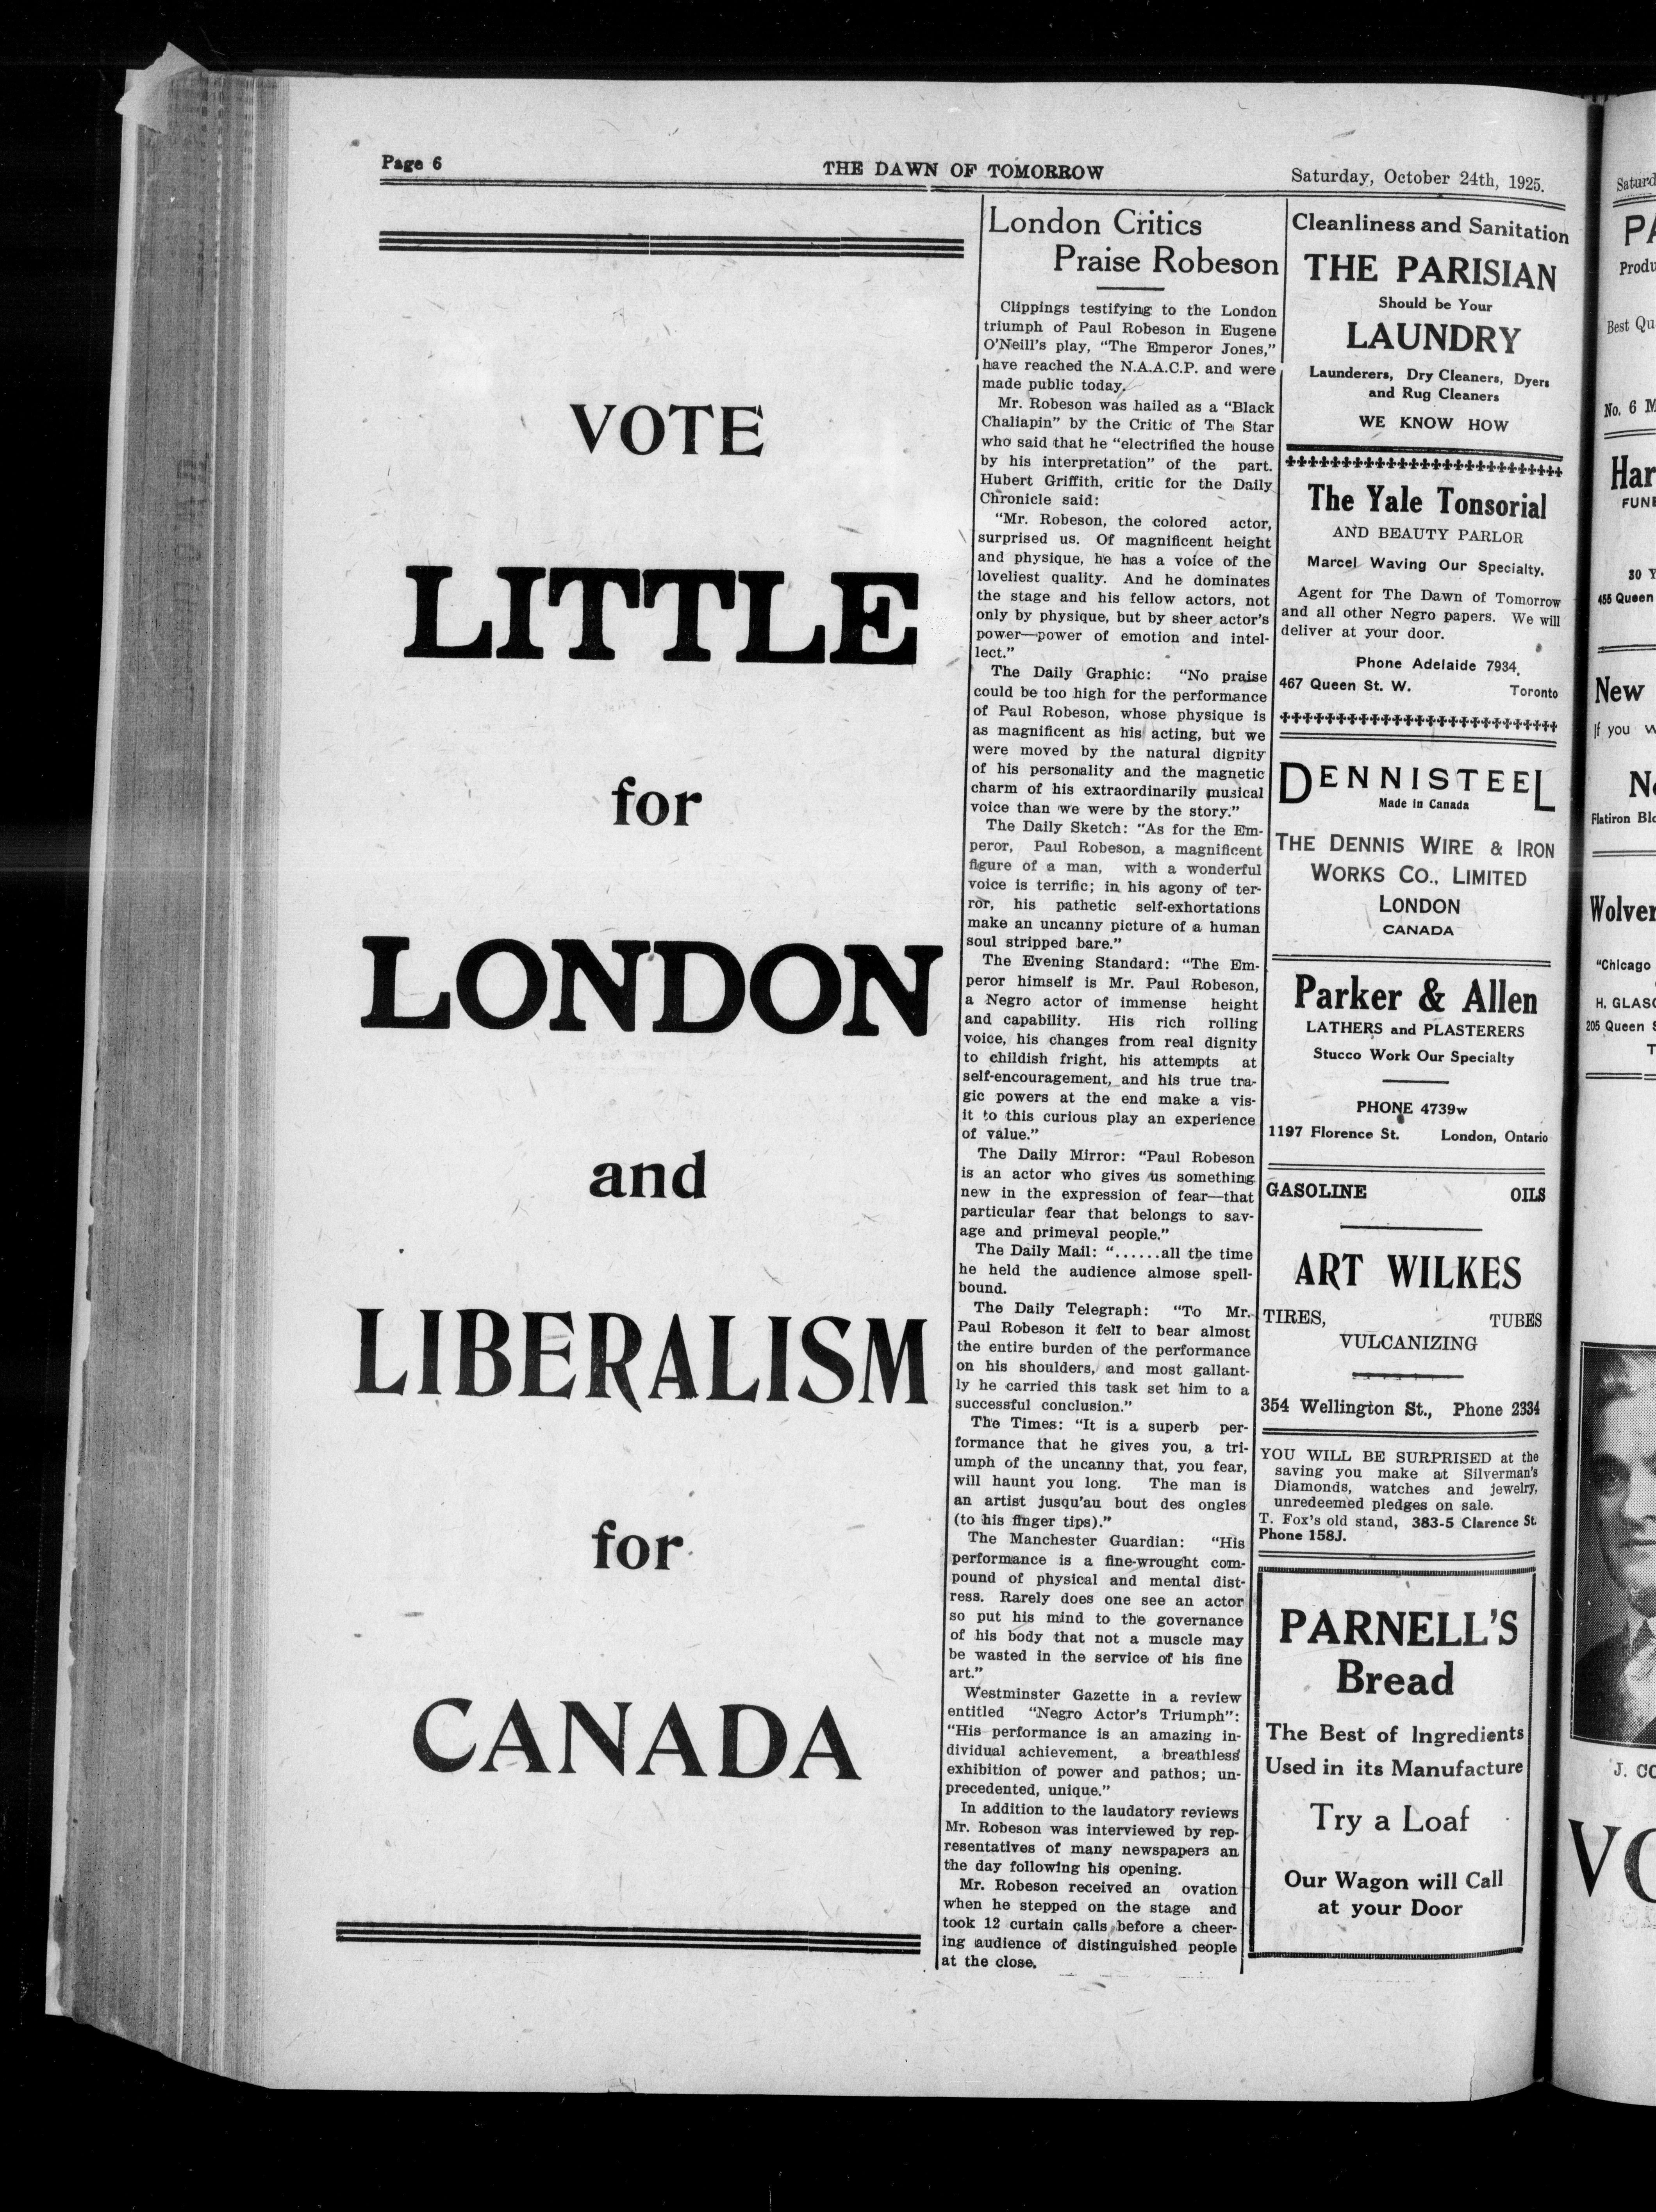 Page 6
THE DAWN OF TOMORROW
Saturday, October 24th, 1925.
VOTE
LITTLE
for
LONDON
and
LIBERALISM
for
CANADA
London Critics
Praise Robeson
Clippings testifying to the London
triumph of Paul Robeson in Eugene
O'Neill's play, "The Emperor Jones,"
have reached the N.A.A.C.P. and were
made public today.
Mr. Robeson was hailed as a "Black
Chaliapin" by the Critic of The Star
who said that he "electrified the house
by his interpretation" of the part.
Hubert Griffith, critic for the Daily
Chronicle said:
"Mr. Robeson, the colored actor,
surprised us. Of magnificent height
and physique, he has a voice of the
loveliest quality. And he dominates
the stage and his fellow actors, not
only by physique, but by sheer actor's
power—power of emotion and intel-
lect."
The Daily Graphic: "No praise
could be too high for the performance
of Paul Robeson, whose physique is
as magnificent as his acting, but we
were moved by the natural dignity
of his personality and the magnetic
charm of his extraordinarily musical
voice than we were by the story."
The Daily Sketch: "As for the Em-
peror, Paul Robeson, a magnificent
figure of a man, with a wonderful
voice is terrific; in his agony of ter-
ror, his pathetic self-exhortations
make an uncanny picture of a human
soul stripped bare."
The Evening Standard: "The Em-
peror himself is Mr. Paul Robeson,
a Negro actor of immense height
and capability. His rich rolling
voice, his changes from real dignity
to childish fright, his attempts at
self-encouragement, and his true tra-
gic powers at the end make a vis-
it to this curious play an experience
of value."
The Daily Mirror: "Paul Robeson
is an actor who gives us something
new in the expression of fear—that
particular fear that belongs to sav-
age and primeval people."
The Daily Mail: "......all the time
he held the audience almose spell-
bound.
The Daily Telegraph: "To Mr.
Paul Robeson it fell to bear almost
the entire burden of the performance
on his shoulders, and most gallant-
ly he carried this task set him to a
successful conclusion."
The Times: "It is a superb per-
formance that he gives you, a tri-
umph of the uncanny that, you fear,
will haunt you long. The man is
an artist jusqu'au bout des ongles
(to his finger tips)."
The Manchester Guardian: "His
performance is a fine-wrought com-
pound of physical and mental dist-
ress. Rarely does one see an actor
so put his mind to the governance
of his body that not a muscle may
be wasted in the service of his fine
art."
Westminster Gazette in a review
entitled "Negro Actor's Triumph":
"His performance is an amazing in-
dividual achievement, a breathless
exhibition of power and pathos; un-
precedented, unique."
In addition to the laudatory reviews
Mr. Robeson was interviewed by rep-
resentatives of many newspapers an
the day following his opening.
Mr. Robeson received an ovation
when he stepped on the stage and
took 12 curtain calls before a cheer-
ing audience of distinguished people
at the close.
Cleanliness and Sanitation
THE PARISIAN
Should be Your
LAUNDRY
Launderers, Dry Cleaners, Dyers
and Rug Cleaners
WE KNOW HOW
The Yale Tonsorial
AND BEAUTY PARLOR
Marcel Waving Our Specialty.
Agent for The Dawn of Tomorrow
and all other Negro papers. We will
deliver at your door.
Phone Adelaide 7934.
467 Queen St. W. Toronto
DENNISTEEL
Made in Canada
THE DENNIS WIRE & IRON
WORKS CO., LIMITED
LONDON
CANADA
Parker & Allen
LATHERS and PLASTERERS
Stucco Work Our Specialty
PHONE 4739w
1197 Florence St. London, Ontario
GASOLINE OILS
ART WILKES
TIRES, TUBES
VULCANIZING
354 Wellington St., Phone 2334
YOU WILL BE SURPRISED at the
saving you make at Silverman's
Diamonds, watches and jewelry,
unredeemed pledges on sale.
T. Fox's old stand, 383-5 Clarence St.
Phone 158J.
PARNELL'S
Bread
The Best of Ingredients
Used in its Manufacture
Try a Loaf
Our Wagon will Call
at your Door
Saturd
PA
Produ
Best Qu
No. 6 M
Har
FUNE
30 Y
455 Queen
New
If you w
No
Flatiron Blo
Wolver
"Chicago
H. GLASC
205 Queen S
T
J. CO
VO